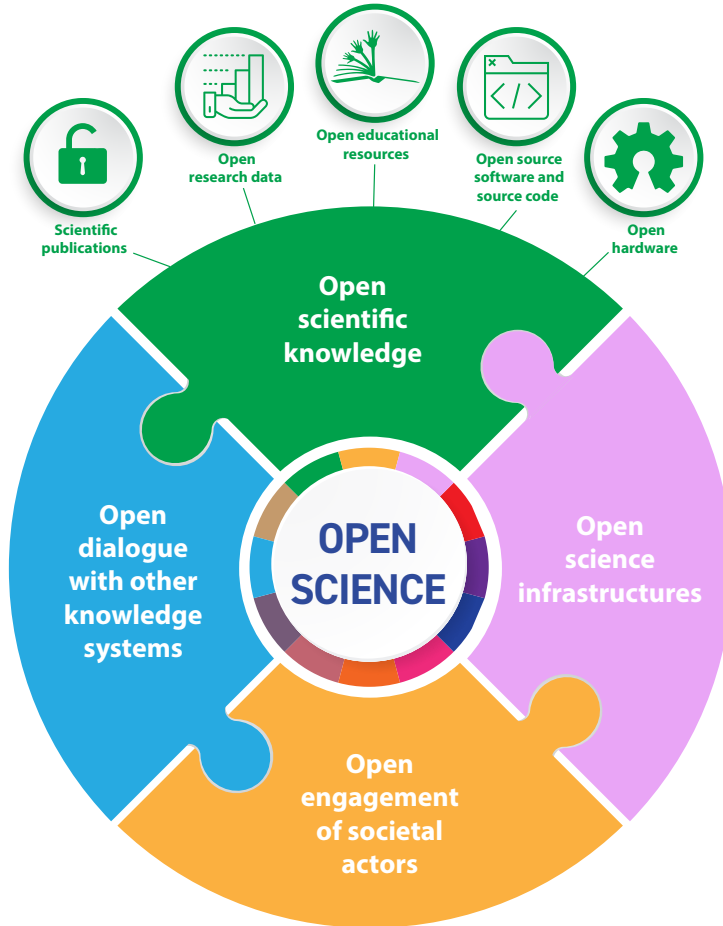 Scientific
publications
Open
research data
Open educational
resources
Open source
software and
source code
Open
hardware
</>
Open
scientific
knowledge
Open
dialogue
with other
knowledge
systems
OPEN
SCIENCE
Open
science
infrastructures
Open
engagement
of societal
actors